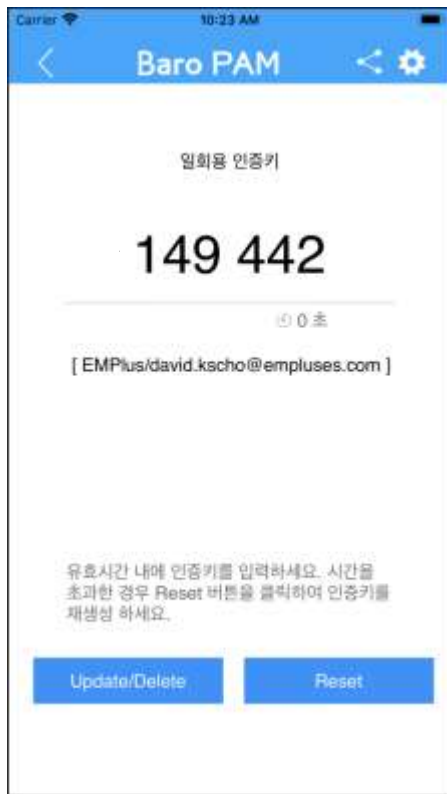 Carrier 10:23 AM
Baro PAM
일회용 인증키
149 442
0 초
[ EMPlus/david.kscho@empluses.com ]
유효시간 내에 인증키를 입력하세요. 시간을
초과한 경우 Reset 버튼을 클릭하여 인증키를
재생성 하세요.
Update/Delete Reset